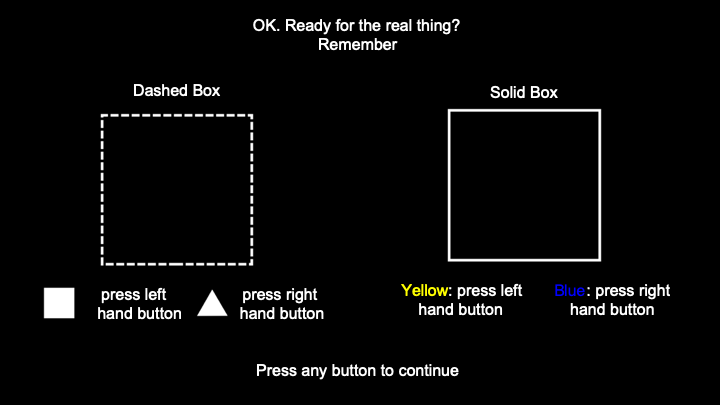 OK. Ready for the real thing?
Remember
Dashed Box
Solid Box
press left
hand button
press right
hand button
Yellow: press left
hand button
Blue: press right
hand button
Press any button to continue